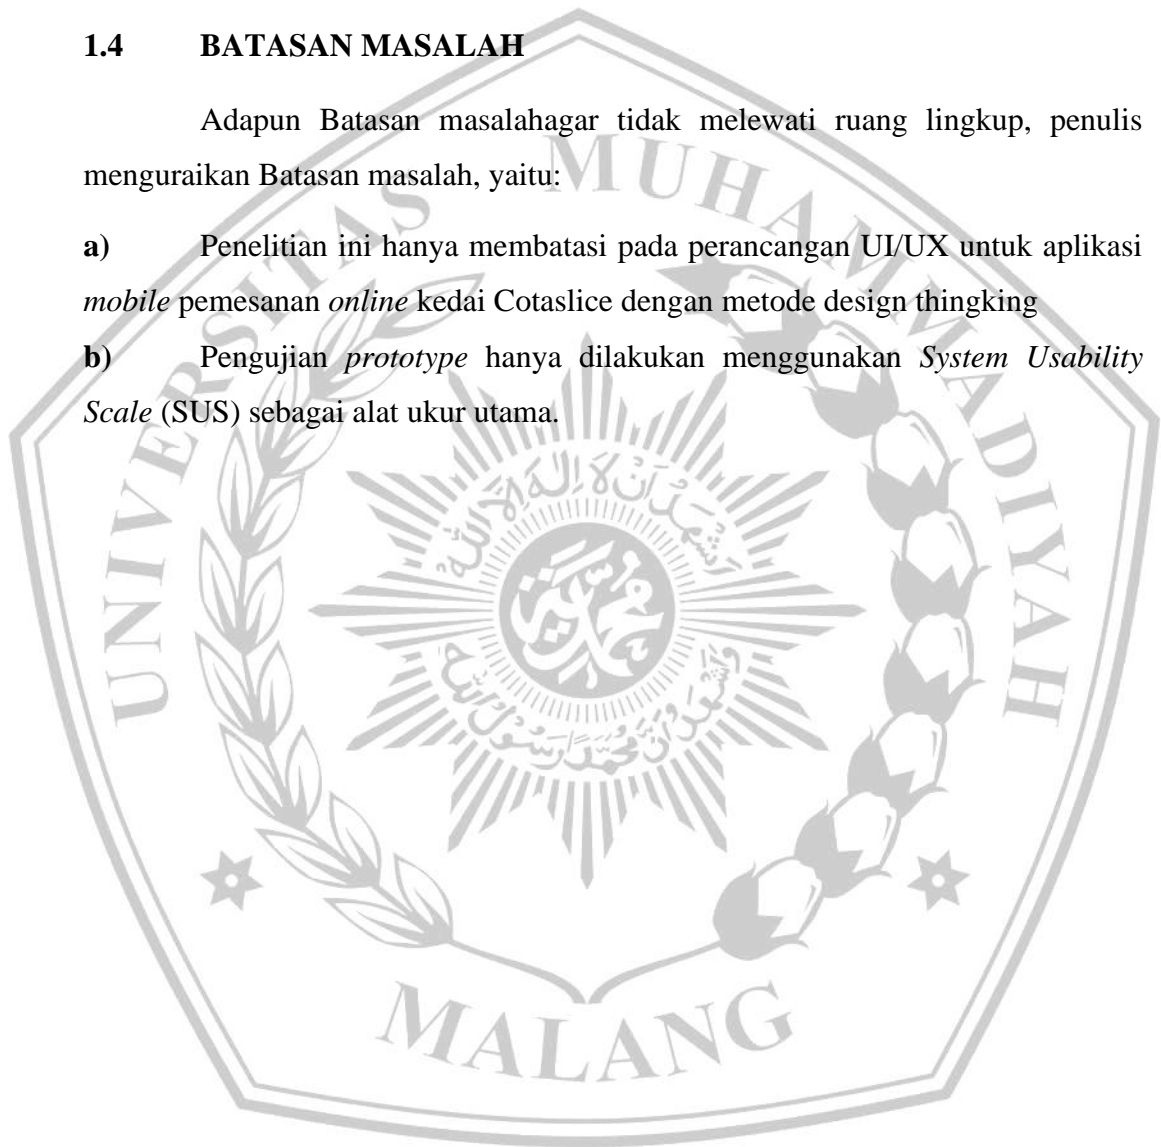 1.4 BATASAN MASALAH
Adapun Batasan masalahagar tidak melewati ruang lingkup, penulis
menguraikan Batasan masalah, yaitu:
a) Penelitian ini hanya membatasi pada perancangan UI/UX untuk aplikasi
mobile pemesanan online kedai Cotaslice dengan metode design thingking
b) Pengujian prototype hanya dilakukan menggunakan System Usability
Scale (SUS) sebagai alat ukur utama.
UNIVERSITAS MUHAMMADIYAH
MALANG